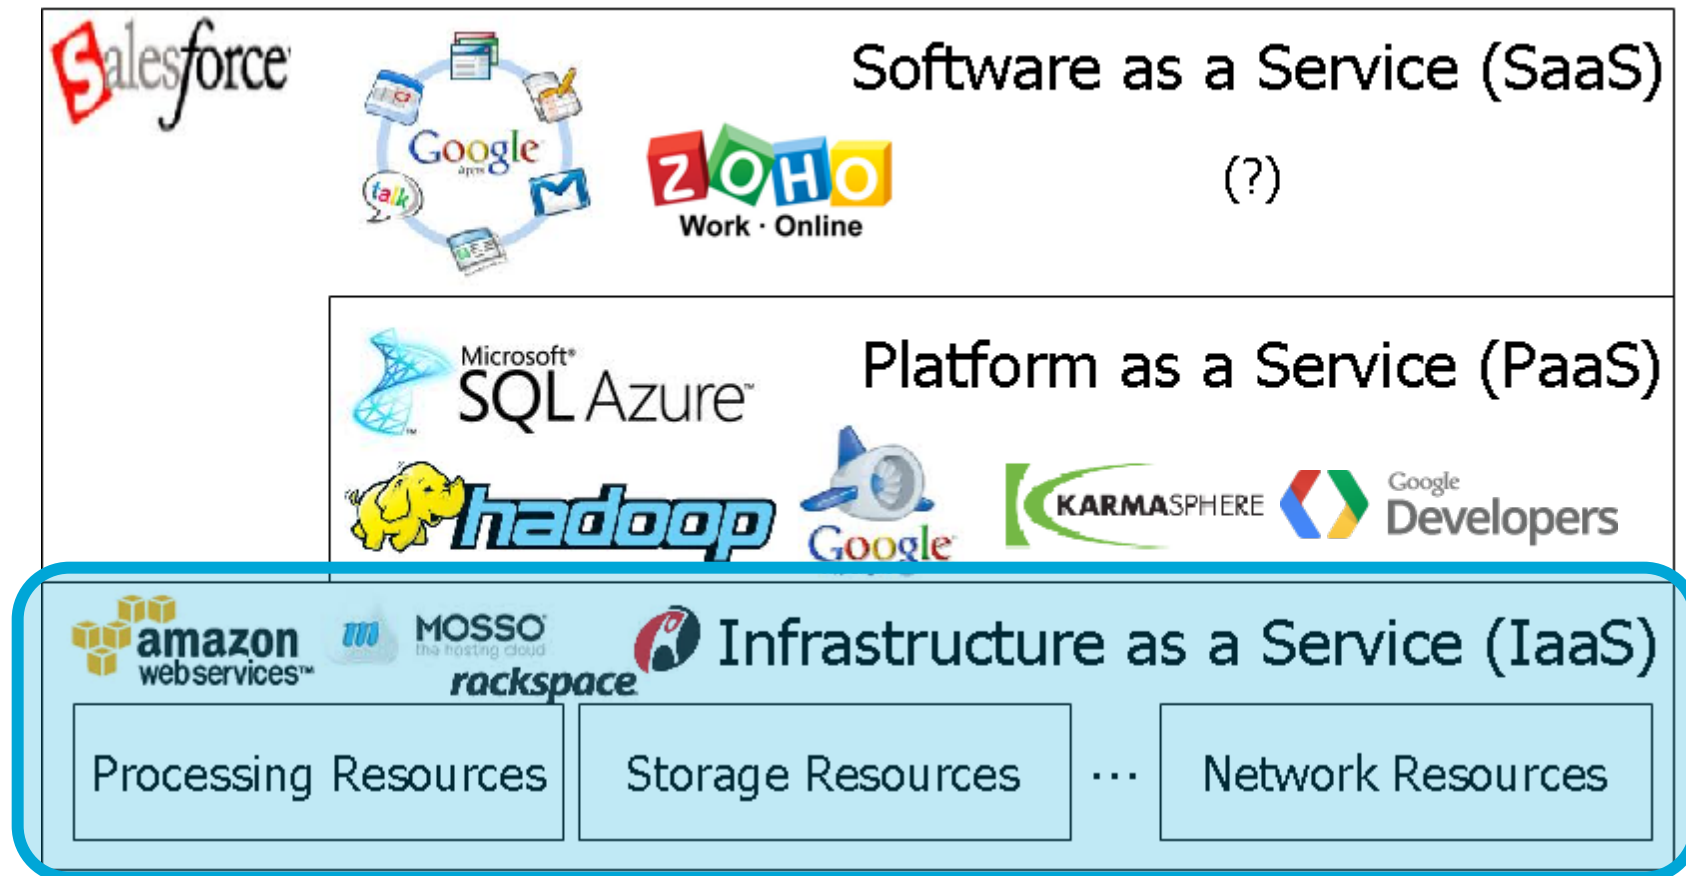 Salesforce
Software as a Service (SaaS)
Google
Apps
talk
ZOHO
Work · Online
(?)
Microsoft®
SQL Azure™
Platform as a Service (PaaS)
hadoop
Google
KARMASPHERE
Google
Developers
amazon
webservices™
m
MOSSO
the hosting cloud
rackspace
Infrastructure as a Service (IaaS)
Processing Resources
Storage Resources
...
Network Resources